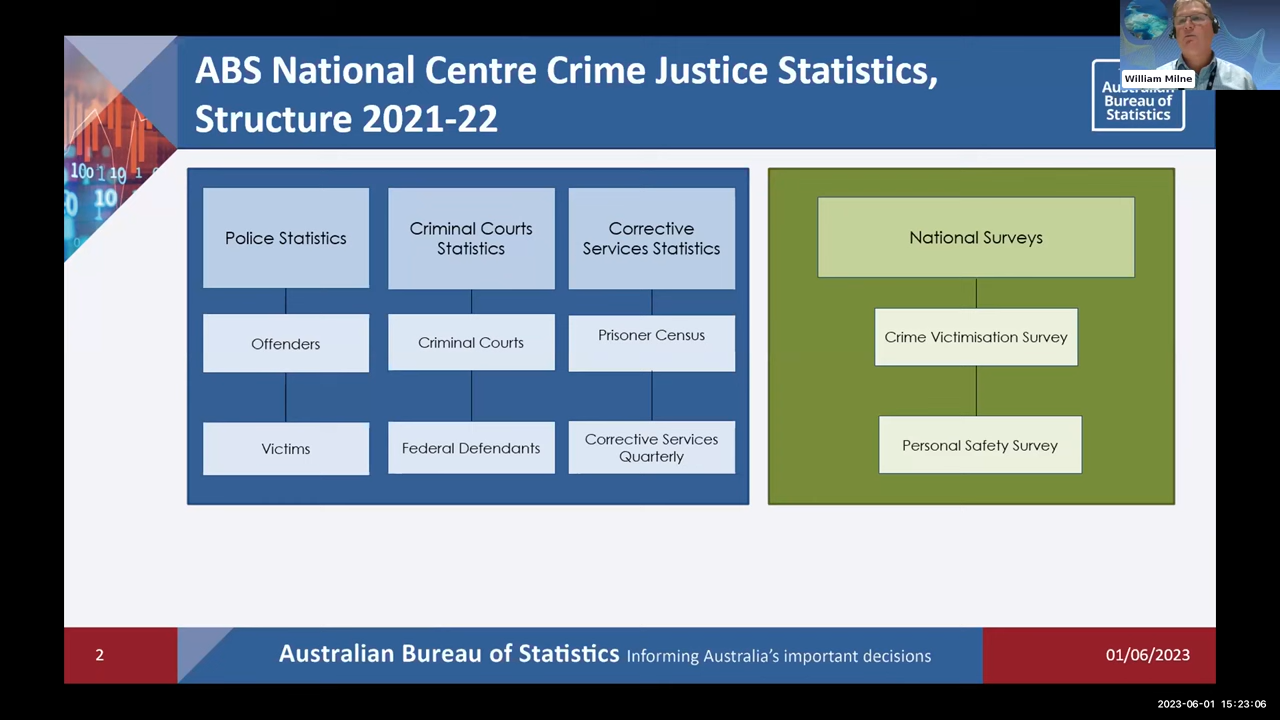 ABS National Centre Crime Justice Statistics,
Structure 2021-22
William Milne
Bureau of
Statistics
Police Statistics
Criminal Courts
Statistics
Corrective
Services Statistics
National Surveys
Offenders
Criminal Courts
Prisoner Census
Crime Victimisation Survey
Victims
Federal Defendants
Corrective Services
Quarterly
Personal Safety Survey
2
Australian Bureau of Statistics Informing Australia's important decisions
01/06/2023
2023-06-01 15:23:06